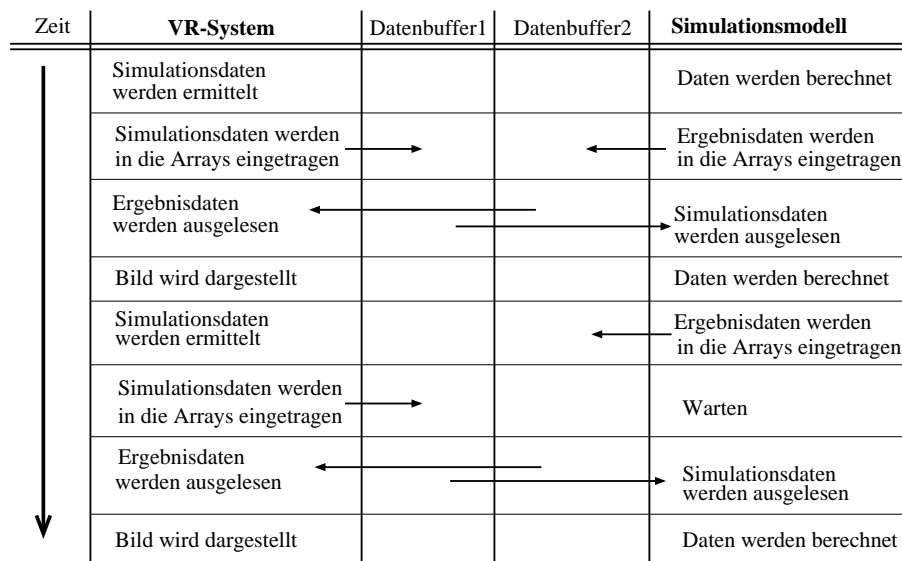 Zeit VR-System Datenbuffer1 Datenbuffer2 Simulationsmodell
Simulationsdaten
werden ermittelt
Daten werden berechnet
Simulationsdaten werden
in die Arrays eingetragen
Ergebnisdaten werden
in die Arrays eingetragen
Ergebnisdaten
werden ausgelesen
Simulationsdaten
werden ausgelesen
Bild wird dargestellt
Daten werden berechnet
Simulationsdaten
werden ermittelt
Ergebnisdaten werden
in die Arrays eingetragen
Simulationsdaten werden
in die Arrays eingetragen
Warten
Ergebnisdaten
werden ausgelesen
Simulationsdaten
werden ausgelesen
Bild wird dargestellt
Daten werden berechnet